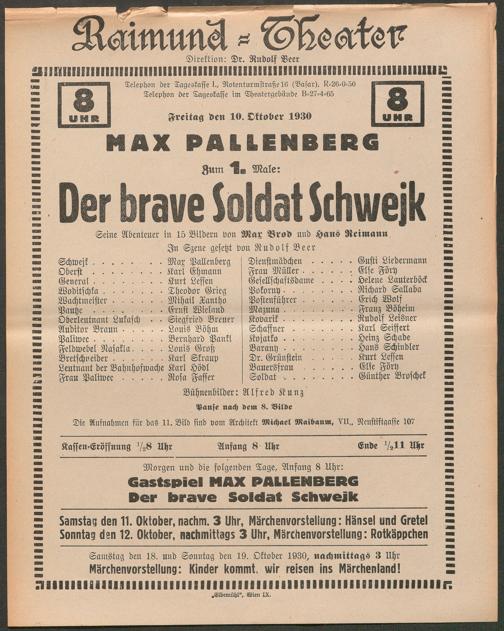 Raimund-Theater
Direktion: Dr. Rudolf Beer
8 UHR
Telephon der Tageskasse I., Rotenturmstraße 16 (Basar), R-26-0-50
Telephon der Tageskasse im Theatergebäude B-27-4-65
8 UHR
Freitag den 10. Oktober 1930
MAX PALLENBERG
Zum 1. Male:
Der brave Soldat Schwejk
Seine Abenteuer in 15 Bildern von Max Brod und Hans Reimann
In Szene gesetzt von Rudolf Beer
Schwejk . . . . . . . . . Max Pallenberg
Oberst . . . . . . . . . Karl Ehmann
General . . . . . . . . . Kurt Lessen
Woditschka . . . . . . . . Theodor Grieg
Wachtmeister . . . . . . . Mihail Xantho
. . . . . . . . . Ernst Wieland
Oberleutnant Lukasch . . Siegfried Breuer
Auditor Braun . . . . . . Louis Böhm
Palivec . . . . . . . . . Bernhard Pankl
Feldwebel . . . . . Louis Groß
Bretschneider . . . . . . Karl Skraup
Leutnant der Bahnhofwache Karl Hödl
Frau Palivec . . . . . . . Rosa Fasser
Dienstmädchen . . . . . . Gusti Liedermann
Frau Müller . . . . . . . Else Föry
Gesellschaftsdame . . . . Helene Lauterböck
Pokorny . . . . . . . . . Richard Sallaba
Postenführer . . . . . . . Erich Wolf
. . . . . . . . . Franz Böheim
Kovarik . . . . . . . . . Rudolf Leisner
Schaffner . . . . . . . . Karl Seiffert
Kojatko . . . . . . . . . Heinz Schade
Barany . . . . . . . . . Hans Schindler
Dr. Grünstein . . . . . . Kurt Lessen
Bauersfrau . . . . . . . . Else Föry
Soldat . . . . . . . . . Günther Broschek
Bühnenbilder: Alfred Kunz
Pause nach dem 8. Bilde
Die Aufnahmen für das 11. Bild sind vom Architekt Michael Maibaum, VII., Neustiftgasse 107
Kassen-Eröffnung ½8 Uhr Anfang 8 Uhr Ende ½11 Uhr
Morgen und die folgenden Tage, Anfang 8 Uhr:
Gastspiel MAX PALLENBERG
Der brave Soldat Schwejk
Samstag den 11. Oktober, nachm. 3 Uhr, Märchenvorstellung: Hänsel und Gretel
Sonntag den 12. Oktober, nachmittags 3 Uhr, Märchenvorstellung: Rotkäppchen
Samstag den 18. und Sonntag den 19. Oktober 1930, nachmittags 3 Uhr
Märchenvorstellung: Kinder kommt, wir reisen ins Märchenland!
„Elbemühl“, Wien IX.